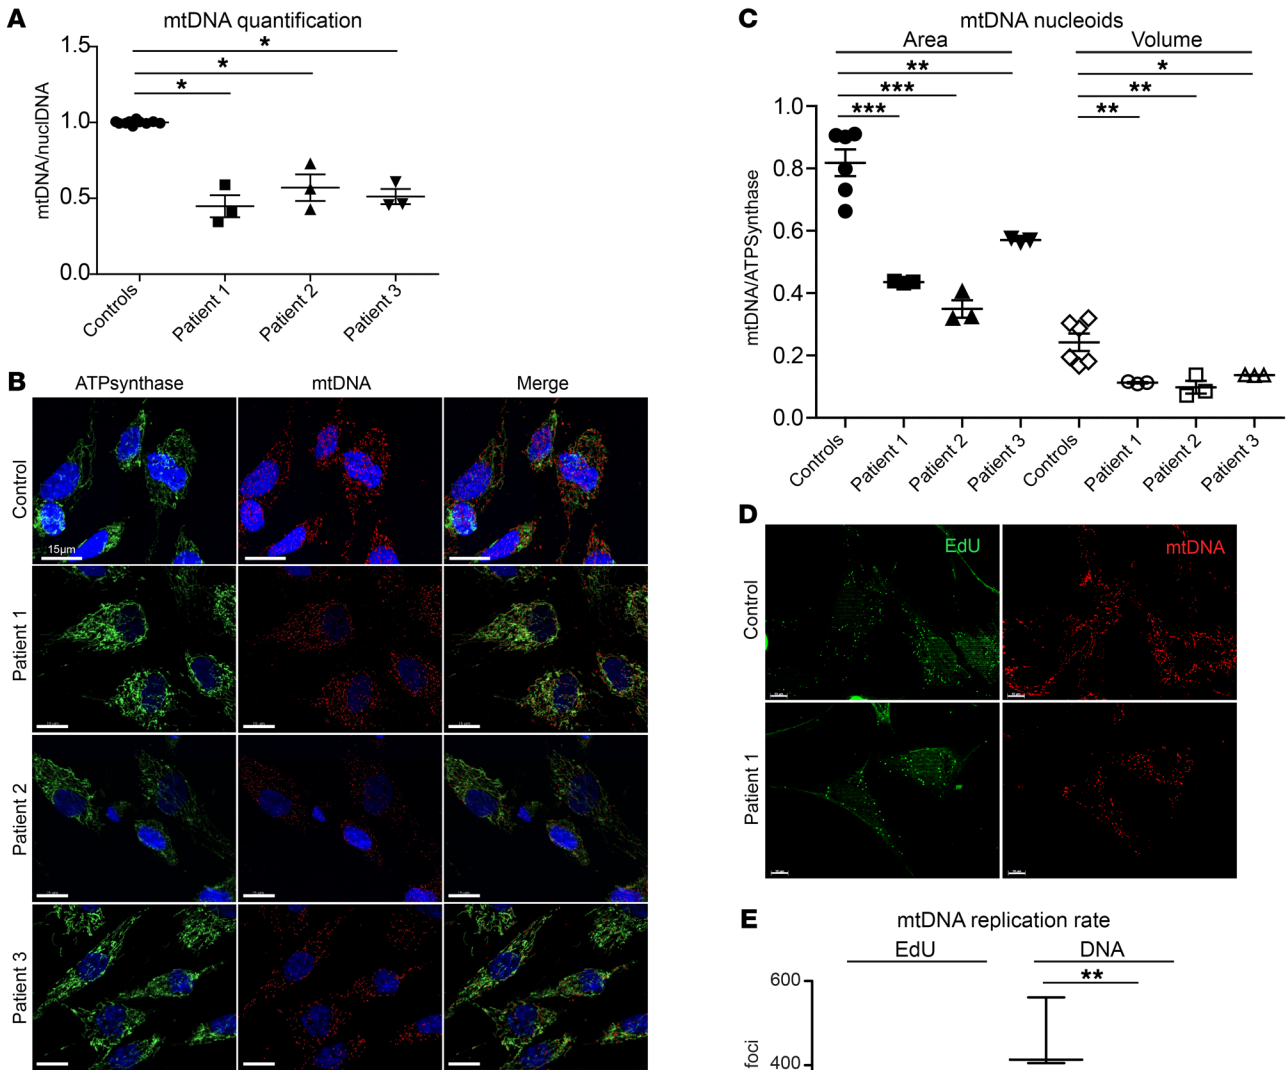 A
mtDNA quantification
*
*
*
mtDNA/nuclDNA
1.5
1.0
0.5
0.0
Controls
Patient 1
Patient 2
Patient 3
B
ATPsynthase
mtDNA
Merge
Control
15µm
Patient 1
Patient 2
Patient 3
C
mtDNA nucleoids
Area
Volume
**
*
***
**
***
**
mtDNA/ATPSynthase
1.0
0.8
0.6
0.4
0.2
0.0
Controls
Patient 1
Patient 2
Patient 3
Controls
Patient 1
Patient 2
Patient 3
D
EdU
mtDNA
Control
Patient 1
E
mtDNA replication rate
EdU
DNA
**
600
400
foci